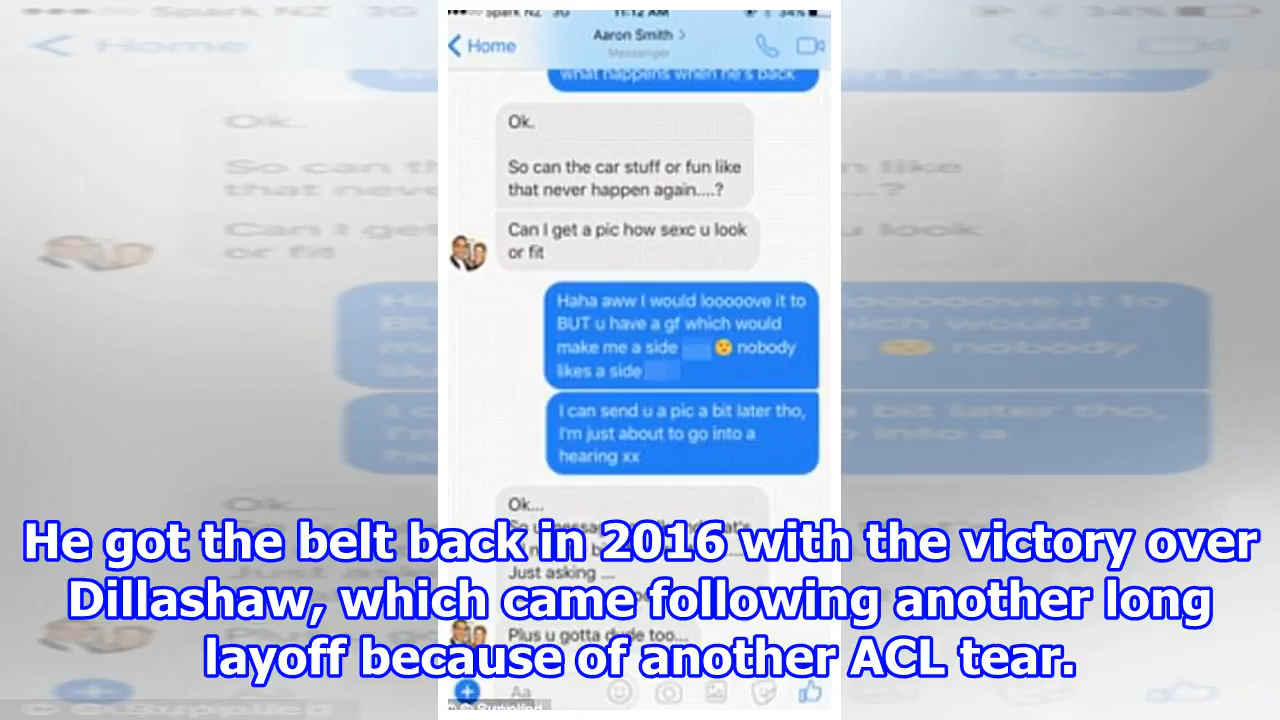 Spark NZ 3G 11:12 AM 34%
Home
Aaron Smith
Messenger
what happens when he's back
Ok.
So can the car stuff or fun like
that never happen again....?
Can I get a pic how sexc u look
or fit
Haha aww I would looooove it to
BUT u have a gf which would
make me a side 😕 nobody
likes a side
I can send u a pic a bit later tho,
I'm just about to go into a
hearing xx
Ok...
Just asking ...
Plus u gotta dude too...
Aa
He got the belt back in 2016 with the victory over
Dillashaw, which came following another long
layoff because of another ACL tear.
© Supplied